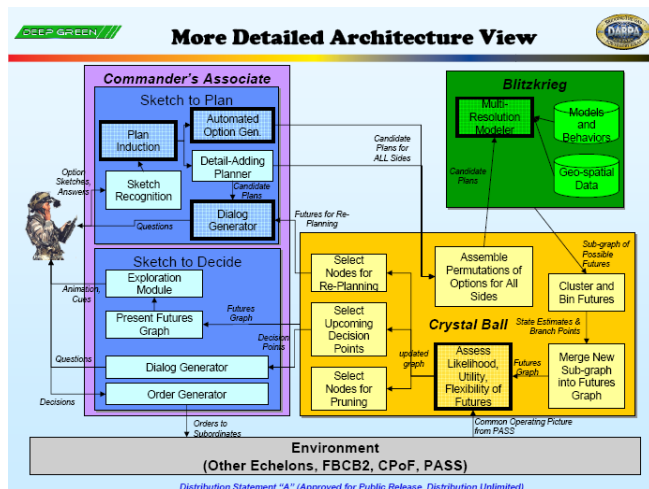 DEEP GREEN
More Detailed Architecture View
DARPA
Commander's Associate
Sketch to Plan
Automated
Option Gen.
Plan
Induction
Detail-Adding
Planner
Sketch
Recognition
Candidate
Plans
Dialog
Generator
Option
Sketches,
Answers
Questions
Candidate
Plans for
ALL Sides
Futures for Re-
Planning
Sketch to Decide
Exploration
Module
Animation,
Cues
Present Futures
Graph
Futures
Graph
Decision
Points
Dialog Generator
Questions
Order Generator
Decisions
Orders to
Subordinates
Blitzkrieg
Multi-
Resolution
Modeler
Models
and
Behaviors
Geo-spatial
Data
Candidate
Plans
Sub-graph of
Possible
Futures
Select
Nodes for
Re-Planning
Assemble
Permutations of
Options for All
Sides
Cluster and
Bin Futures
Select
Upcoming
Decision
Points
Crystal Ball
State Estimates &
Branch Points
updated
graph
Assess
Likelihood,
Utility,
Flexibility of
Futures
Futures
Graph
Merge New
Sub-graph
into Futures
Graph
Select
Nodes for
Pruning
Common Operating Picture
from PASS
Environment
(Other Echelons, FBCB2, CPoF, PASS)
Distribution Statement "A" (Approved for Public Release, Distribution Unlimited)